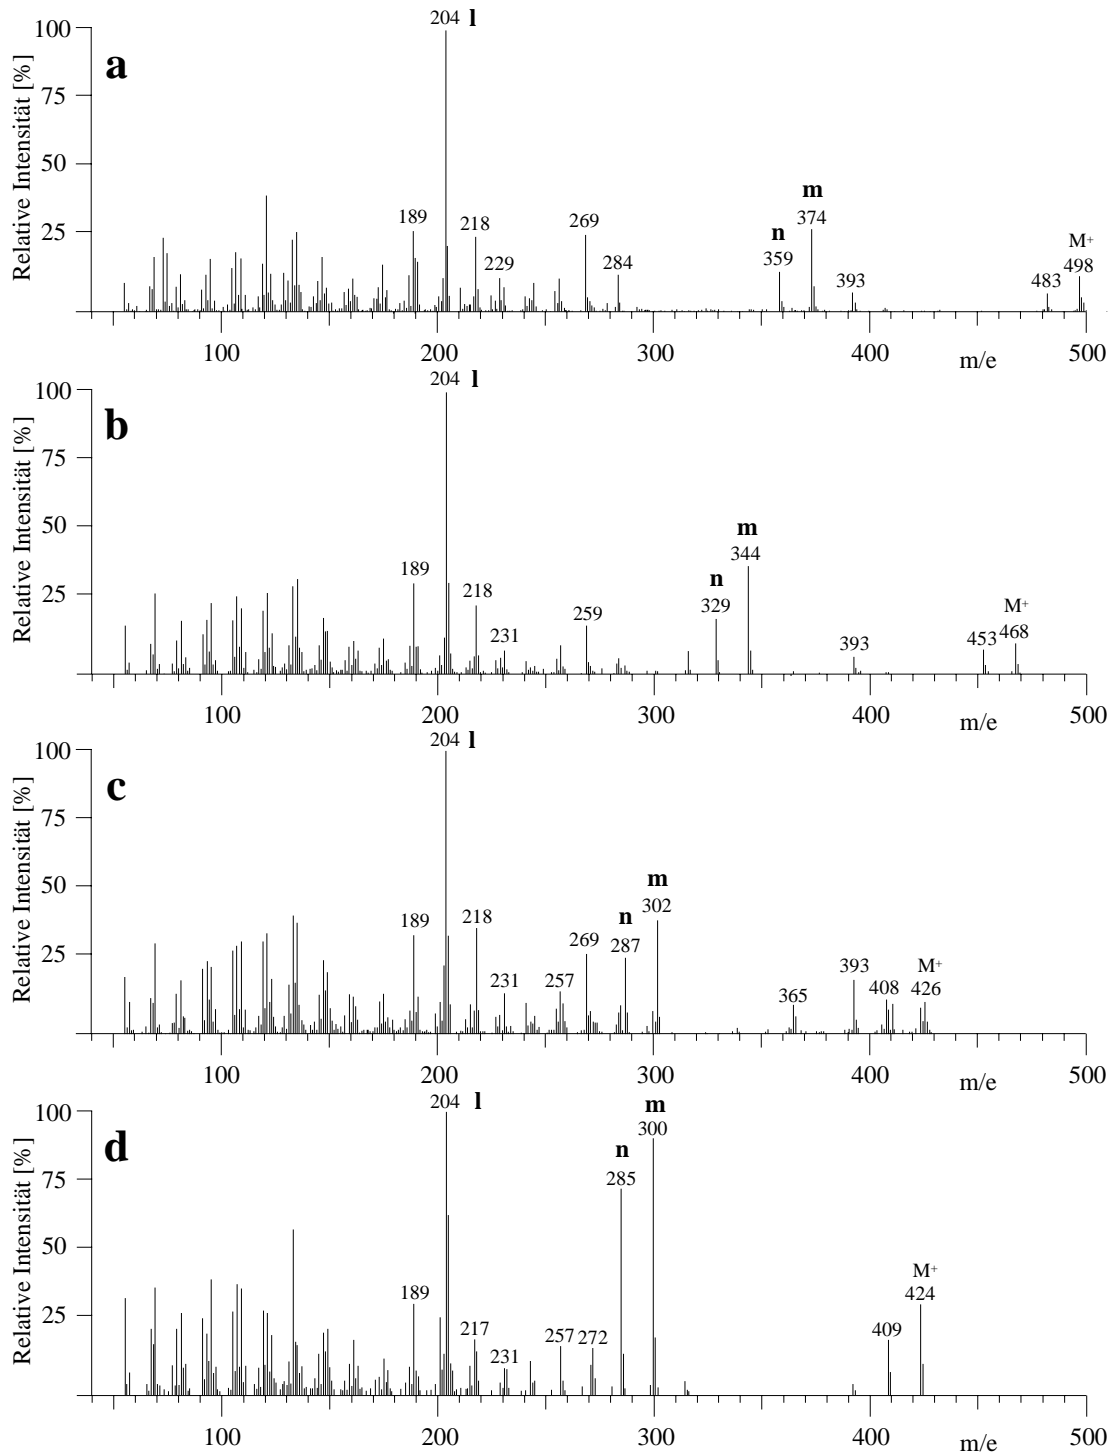 204 l
100
a
75
m
50
374
n
189
218
269
M+
25
359
498
229
284
393
483
Relative Intensität [%]
100
200
300
400
500
m/e
204 l
100
b
75
m
50
344
n
189
329
25
218
259
M+
231
393
453
468
Relative Intensität [%]
100
200
300
400
500
m/e
204 l
100
c
75
m
50
302
n
189
218
287
25
269
393
M+
231
257
365
408
426
Relative Intensität [%]
100
200
300
400
500
m/e
204 l
m
100
300
d
n
75
285
50
M+
189
424
25
217
257
272
409
231
Relative Intensität [%]
100
200
300
400
500
m/e